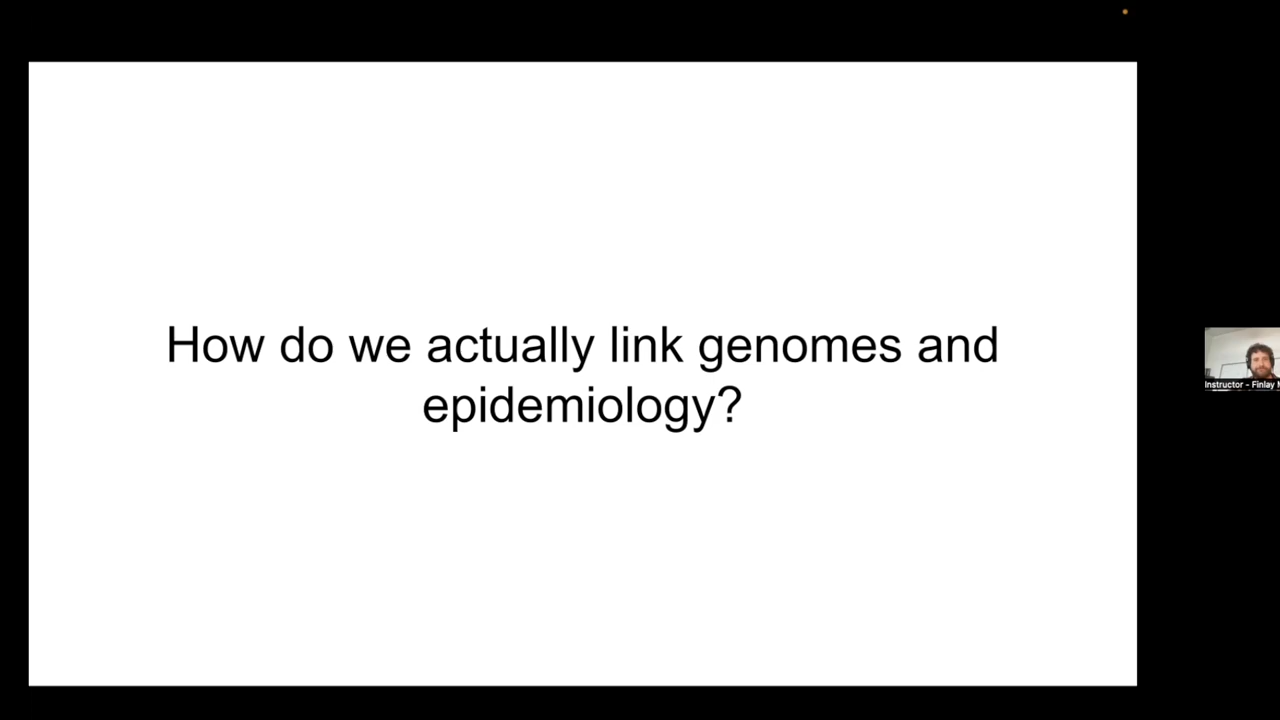 How do we actually link genomes and
epidemiology?
Instructor - Finlay